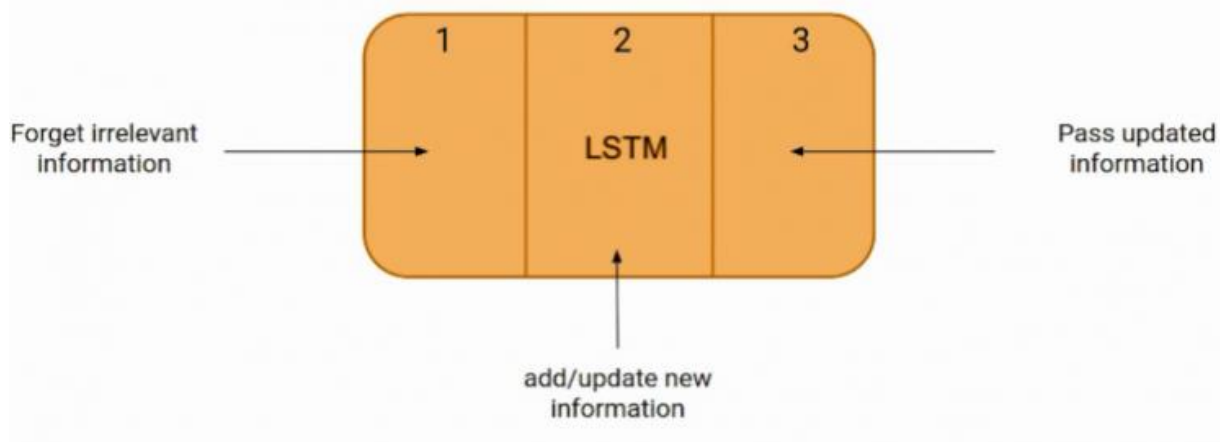 1
2
3
Forget irrelevant
information
LSTM
Pass updated
information
add/update new
information